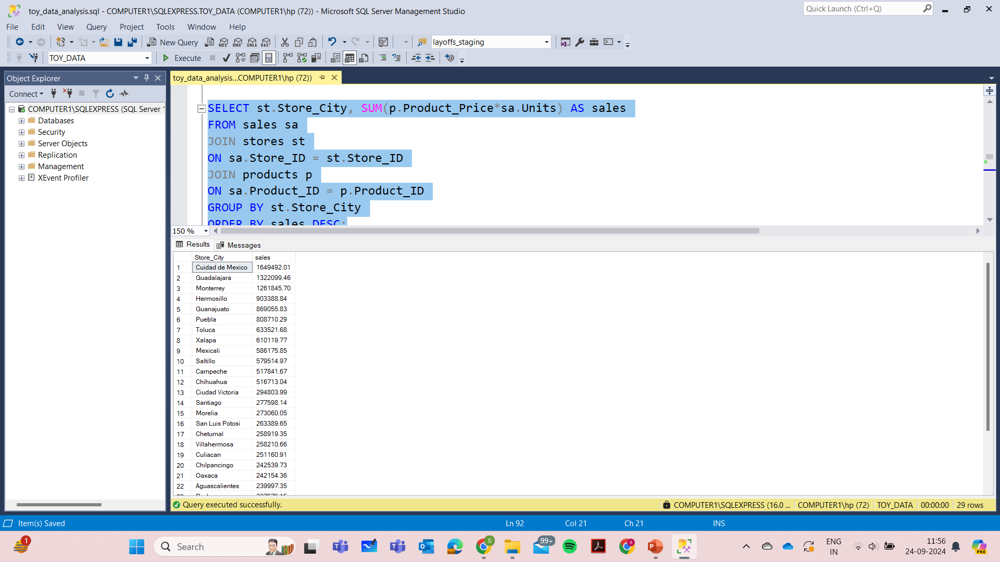 toy_data_analysis.sql - COMPUTER1\SQLEXPRESS.TOY_DATA (COMPUTER1\hp (72)) - Microsoft SQL Server Management Studio
Quick Launch (Ctrl+Q)
File Edit View Query Project Tools Window Help
New Query MDX DMX XMLA DAX layoffs_staging
TOY_DATA Execute
Object Explorer
toy_data_analysis...COMPUTER1\hp (72))
Connect
COMPUTER1\SQLEXPRESS (SQL Server
Databases
Security
Server Objects
Replication
Management
XEvent Profiler
SELECT st.Store_City, SUM(p.Product_Price*sa.Units) AS sales
FROM sales sa
JOIN stores st
ON sa.Store_ID = st.Store_ID
JOIN products p
ON sa.Product_ID = p.Product_ID
GROUP BY st.Store_City
ORDER BY sales DESC;
150 %
Results Messages
Store_City sales
1 Cuidad de Mexico 1649492.01
2 Guadalajara 1322099.46
3 Monterrey 1261845.70
4 Hermosillo 903388.84
5 Guanajuato 869055.83
6 Puebla 808710.29
7 Toluca 633521.68
8 Xalapa 610119.77
9 Mexicali 586175.85
10 Saltillo 579514.97
11 Campeche 517841.67
12 Chihuahua 516713.04
13 Ciudad Victoria 294803.99
14 Santiago 277598.14
15 Morelia 273060.05
16 San Luis Potosi 263389.65
17 Chetumal 258919.35
18 Villahermosa 258210.66
19 Culiacan 251160.91
20 Chilpancingo 242539.73
21 Oaxaca 242154.36
22 Aguascalientes 239997.35
Query executed successfully.
COMPUTER1\SQLEXPRESS (16.0 ... COMPUTER1\hp (72) TOY_DATA 00:00:00 29 rows
Item(s) Saved Ln 92 Col 21 Ch 21 INS
1
Search
99+
ENG
IN
11:56
24-09-2024
PRE